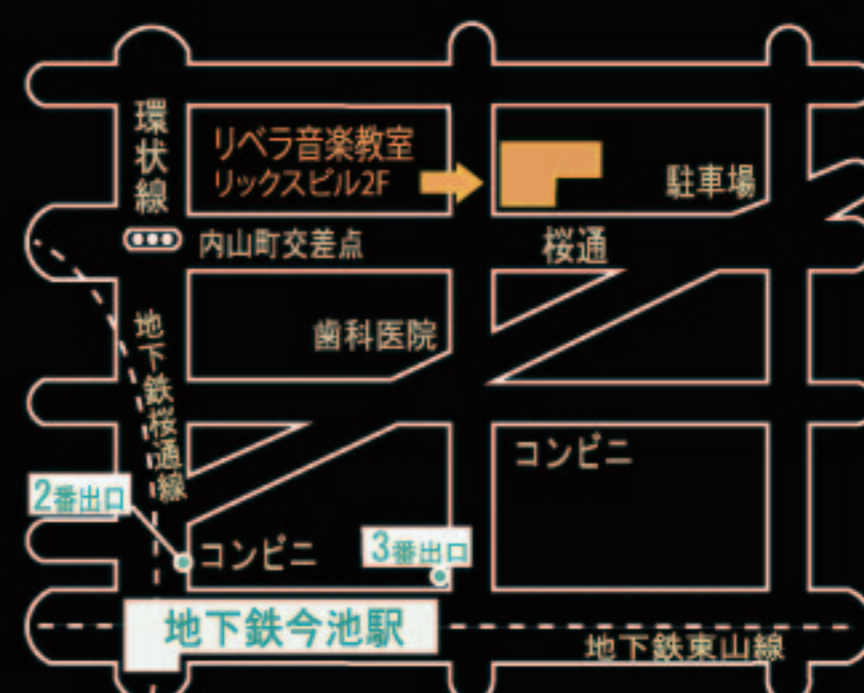 環状線
リベラ音楽教室
リックスビル2F
駐車場
内山町交差点
桜通
歯科医院
地下鉄桜通線
コンビニ
2番出口
コンビニ
3番出口
地下鉄今池駅
地下鉄東山線